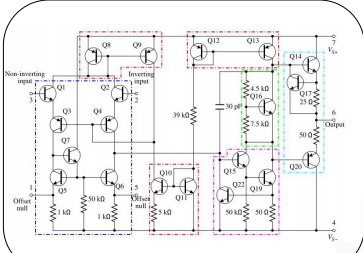 Q8
Q9
Q12
Q13
7
V_S+
Q14
Non-inverting
input
Inverting
input
3
Q1
Q2
2
4.5 kΩ
Q16
Q17
25 Ω
Q3
Q4
30 pF
7.5 kΩ
6
Output
39 kΩ
50 Ω
Q7
Q15
Q20
Q10
Q11
Q22
Q19
1
Q5
Q6
5
Offset
null
Offset
null
1 kΩ
50 kΩ
1 kΩ
5 kΩ
50 kΩ
50 Ω
4
V_S−